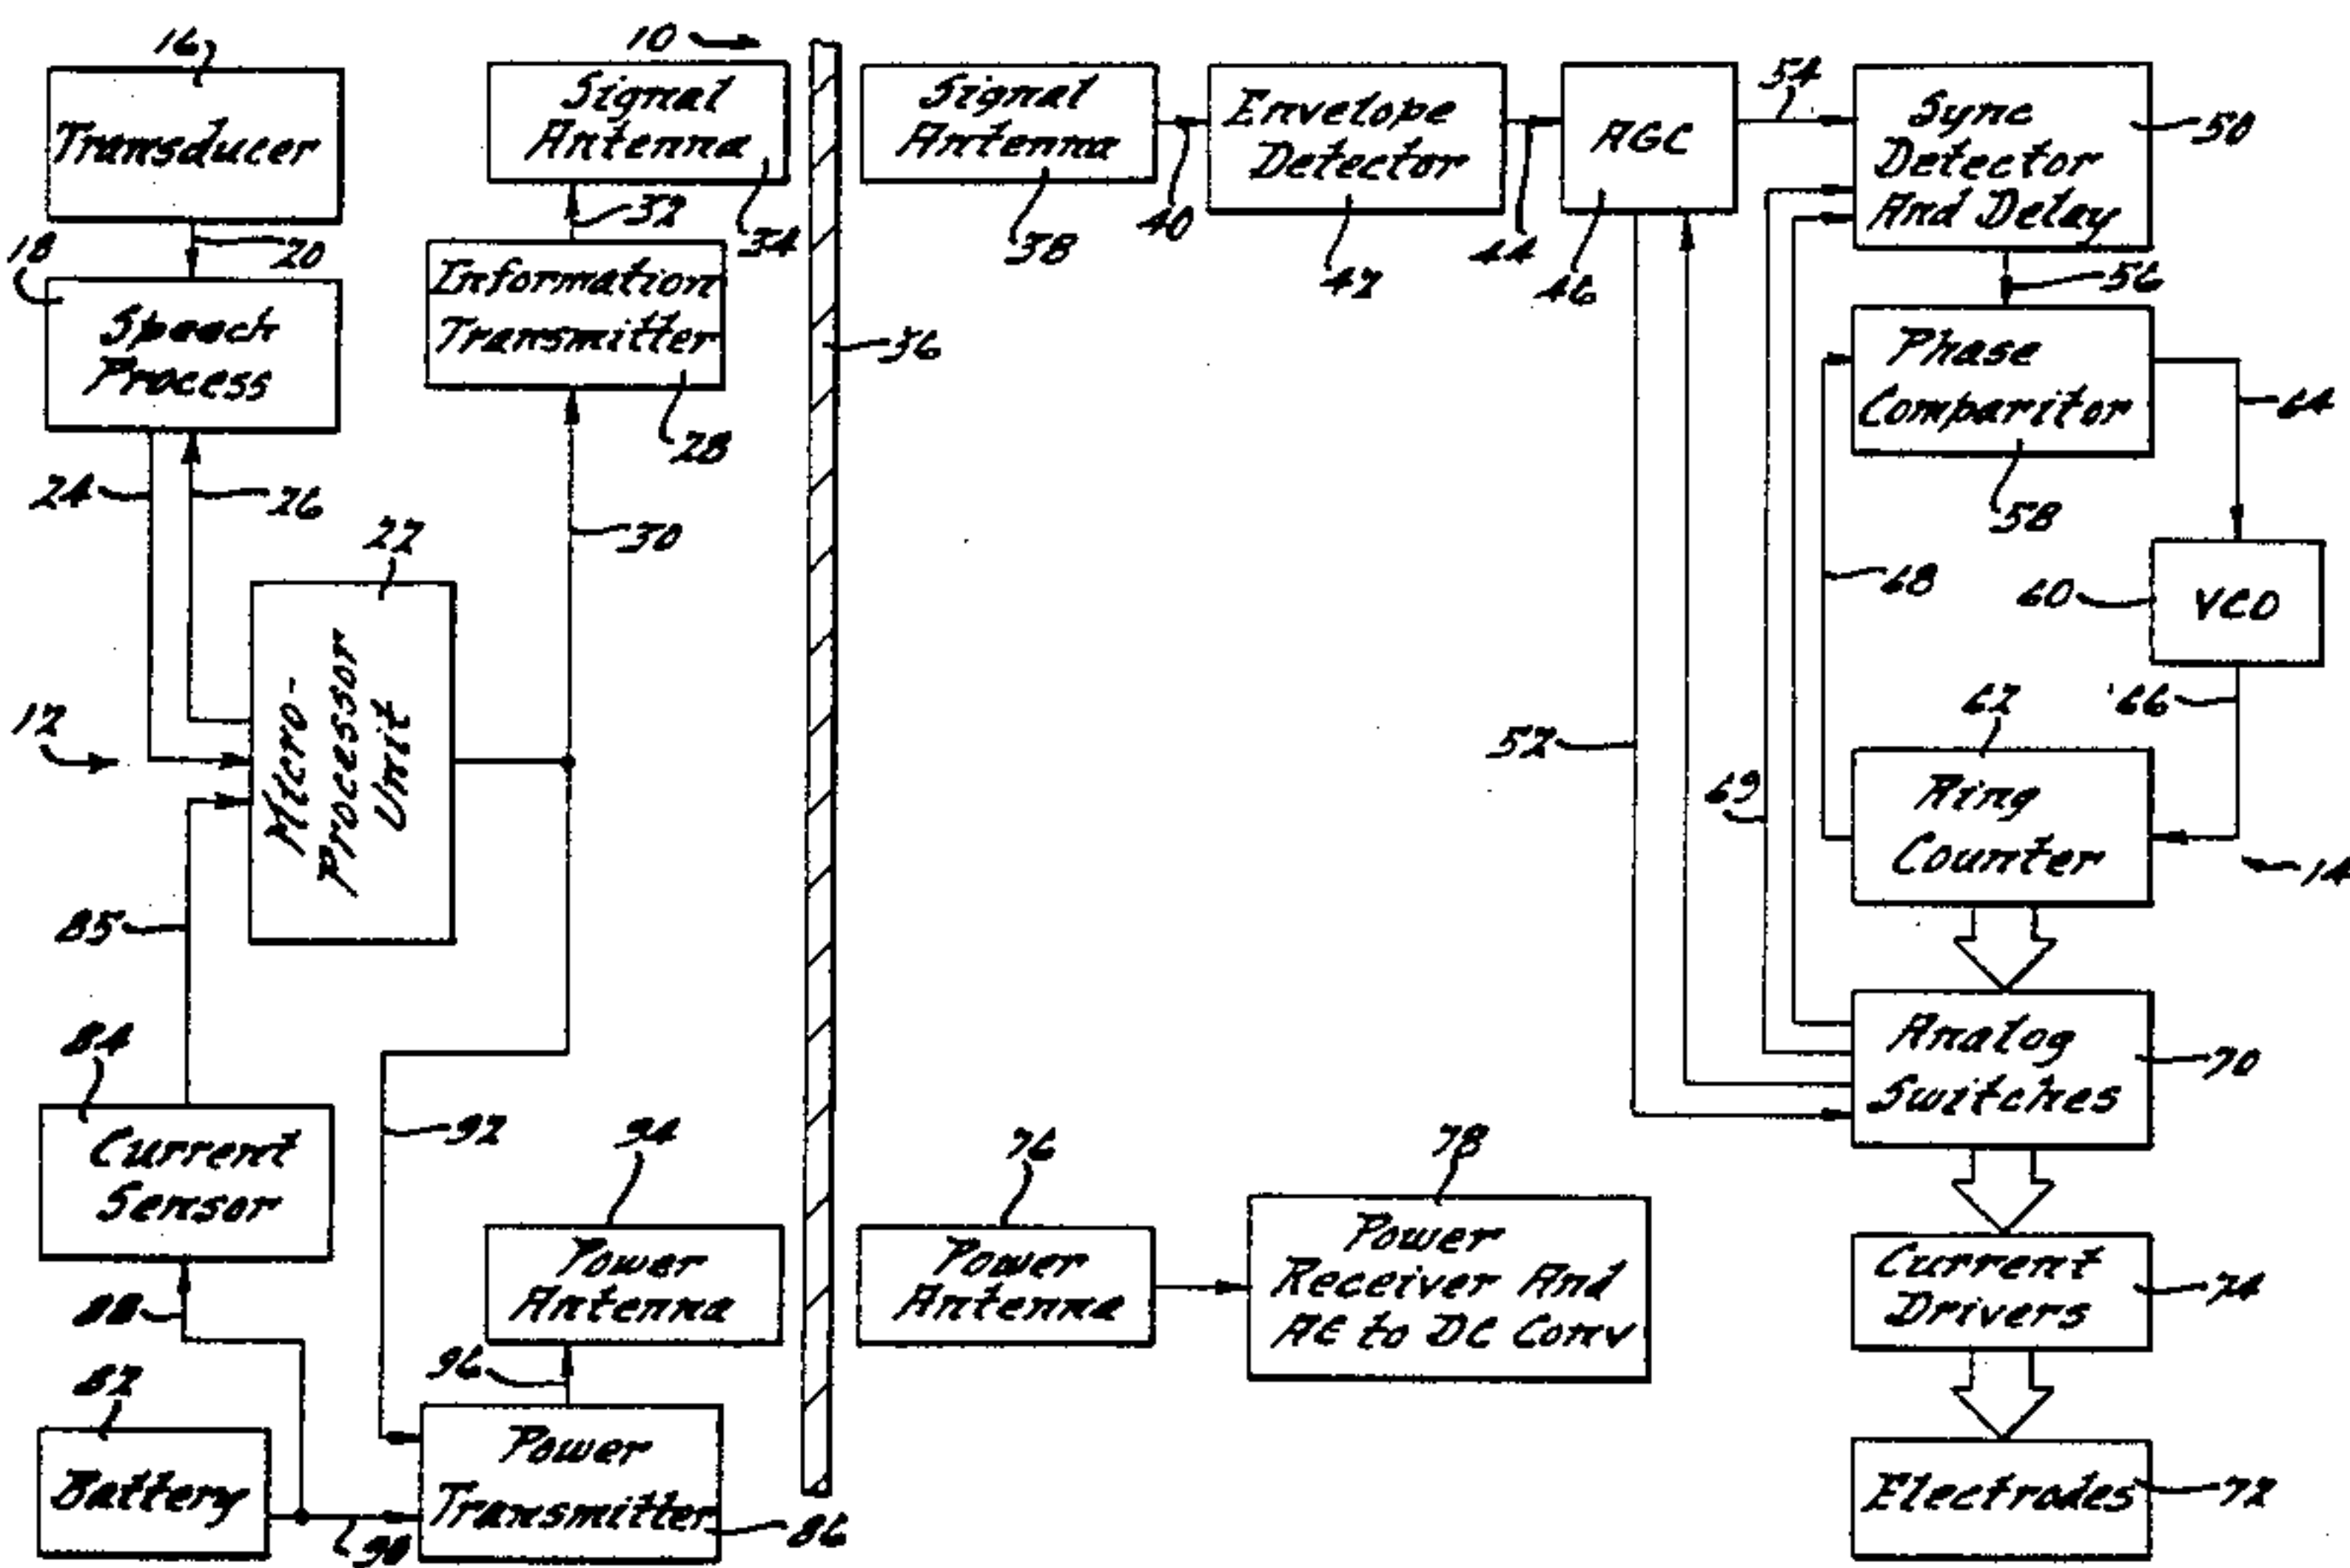 16
10
Transducer
Signal
Antenna
34
32
18
20
Speech
Process
Information
Transmitter
28
36
24
26
22
30
Micro-
Processor
Unit
12
85
84
Current
Sensor
92
94
Power
Antenna
88
96
82
Battery
90
Power
Transmitter
86
Signal
Antenna
38
40
Envelope
Detector
42
44
AGC
46
54
Sync
Detector
And Delay
50
56
Phase
Comparitor
58
64
68
60
VCO
66
62
52
69
Ring
Counter
14
Analog
Switches
70
76
Power
Antenna
78
Power
Receiver And
AC to DC Conv
Current
Drivers
74
Electrodes
72